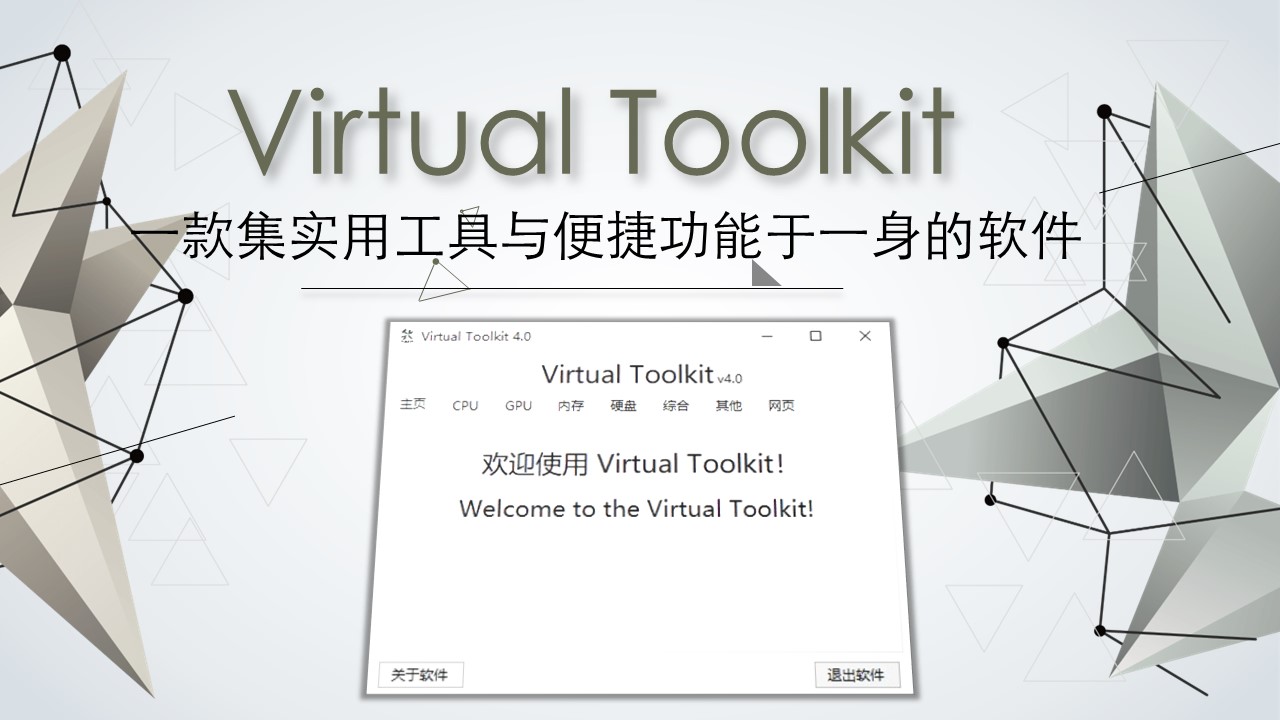 Virtual Toolkit
一款集实用工具与便捷功能于一身的软件
Virtual Toolkit 4.0
Virtual Toolkit v4.0
主页 CPU GPU 内存 硬盘 综合 其他 网页
欢迎使用 Virtual Toolkit!
Welcome to the Virtual Toolkit!
关于软件 退出软件